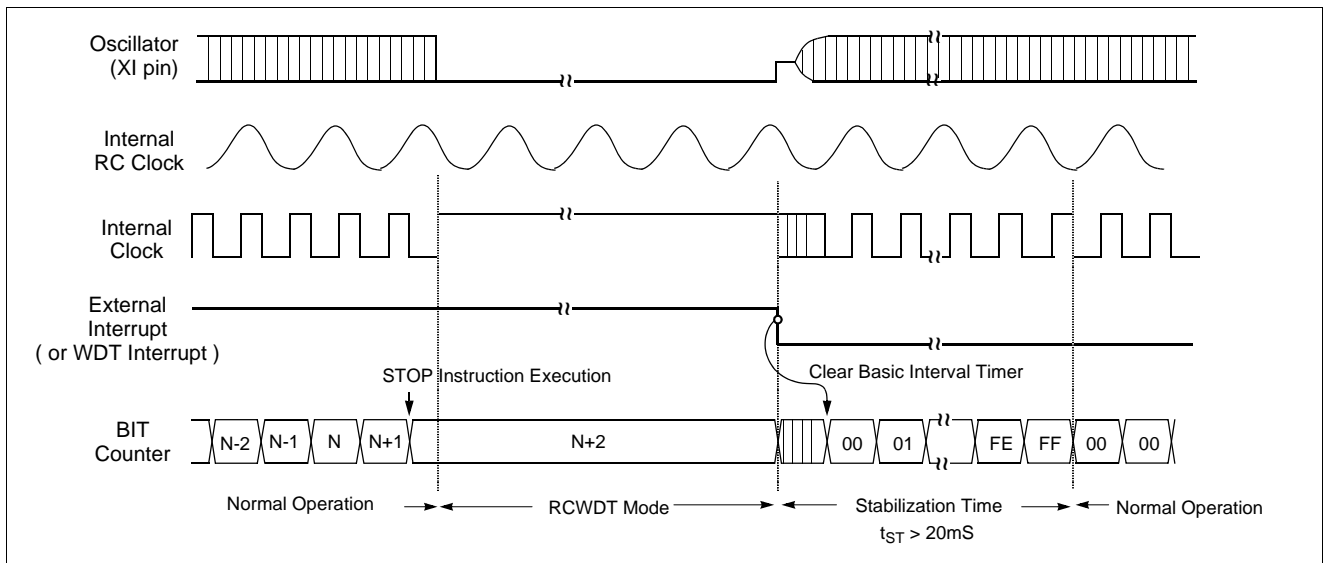 Oscillator
(XI pin)
Internal
RC Clock
Internal
Clock
External
Interrupt
( or WDT Interrupt )
STOP Instruction Execution
Clear Basic Interval Timer
BIT
Counter
N-2 N-1 N N+1 N+2 00 01 FE FF 00 00
Normal Operation RCWDT Mode Stabilization Time Normal Operation
tST > 20mS